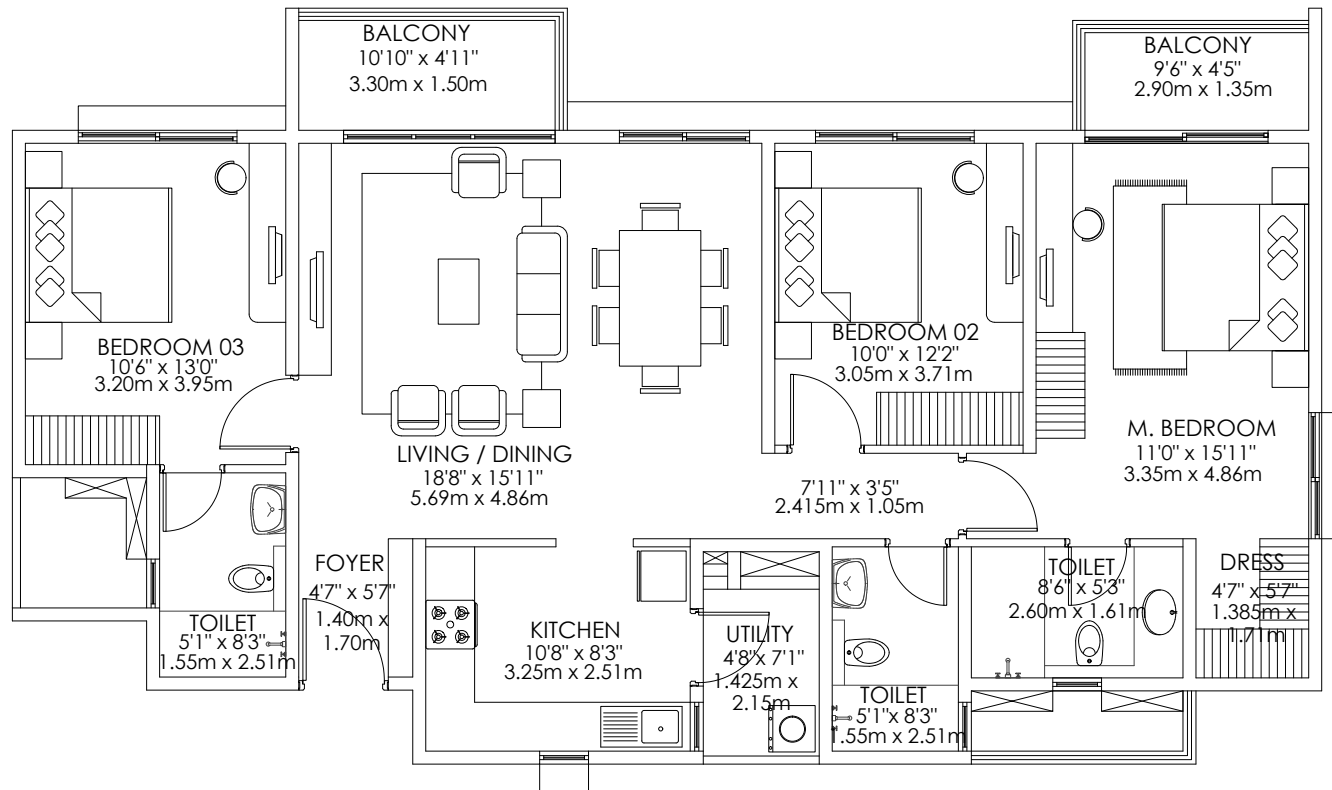 BALCONY
10'10" x 4'11"
3.30m x 1.50m
BALCONY
9'6" x 4'5"
2.90m x 1.35m
BEDROOM 03
10'6" x 13'0"
3.20m x 3.95m
BEDROOM 02
10'0" x 12'2"
3.05m x 3.71m
M. BEDROOM
11'0" x 15'11"
3.35m x 4.86m
LIVING / DINING
18'8" x 15'11"
5.69m x 4.86m
7'11" x 3'5"
2.415m x 1.05m
FOYER
4'7" x 5'7"
1.40m x
1.70m
TOILET
8'6" x 5'3"
2.60m x 1.61m
DRESS
4'7" x 5'7"
1.385m x
1.71m
TOILET
5'1" x 8'3"
1.55m x 2.51m
KITCHEN
10'8" x 8'3"
3.25m x 2.51m
UTILITY
4'8" x 7'1"
1.425m x
2.15m
TOILET
5'1"x 8'3"
1.55m x 2.51m